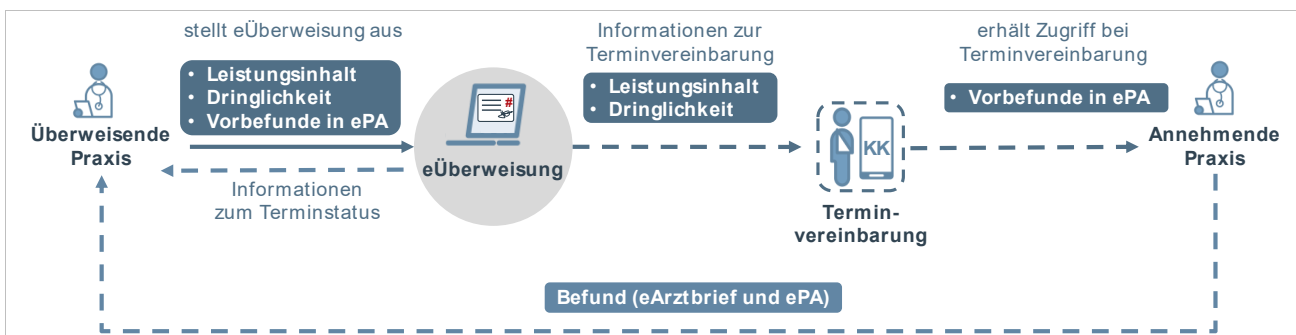 stellt eÜberweisung aus
• Leistungsinhalt
• Dringlichkeit
• Vorbefunde in ePA
Überweisende
Praxis
Informationen
zum Terminstatus
#
eÜberweisung
Informationen zur
Terminvereinbarung
• Leistungsinhalt
• Dringlichkeit
KK
Termin-
vereinbarung
erhält Zugriff bei
Terminvereinbarung
• Vorbefunde in ePA
Annehmende
Praxis
Befund (eArztbrief und ePA)